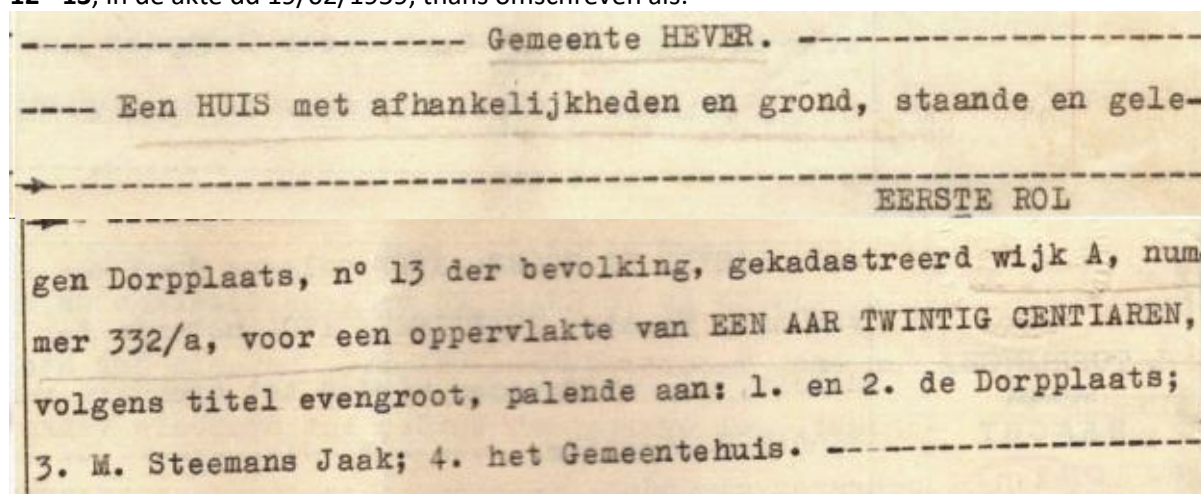 12 - 13, in de akte dd 19/02/1959, thans omschreven als:
----------------------- Gemeente HEVER. ---------------------
---- Een HUIS met afhankelijkheden en grond, staande en gele-
EERSTE ROL
gen Dorpplaats, nº 13 der bevolking, gekadastreerd wijk A, num-
mer 332/a, voor een oppervlakte van EEN AAR TWINTIG CENTIAREN,
volgens titel evengroot, palende aan: 1. en 2. de Dorpplaats;
3. M. Steemans Jaak; 4. het Gemeentehuis. --------------------